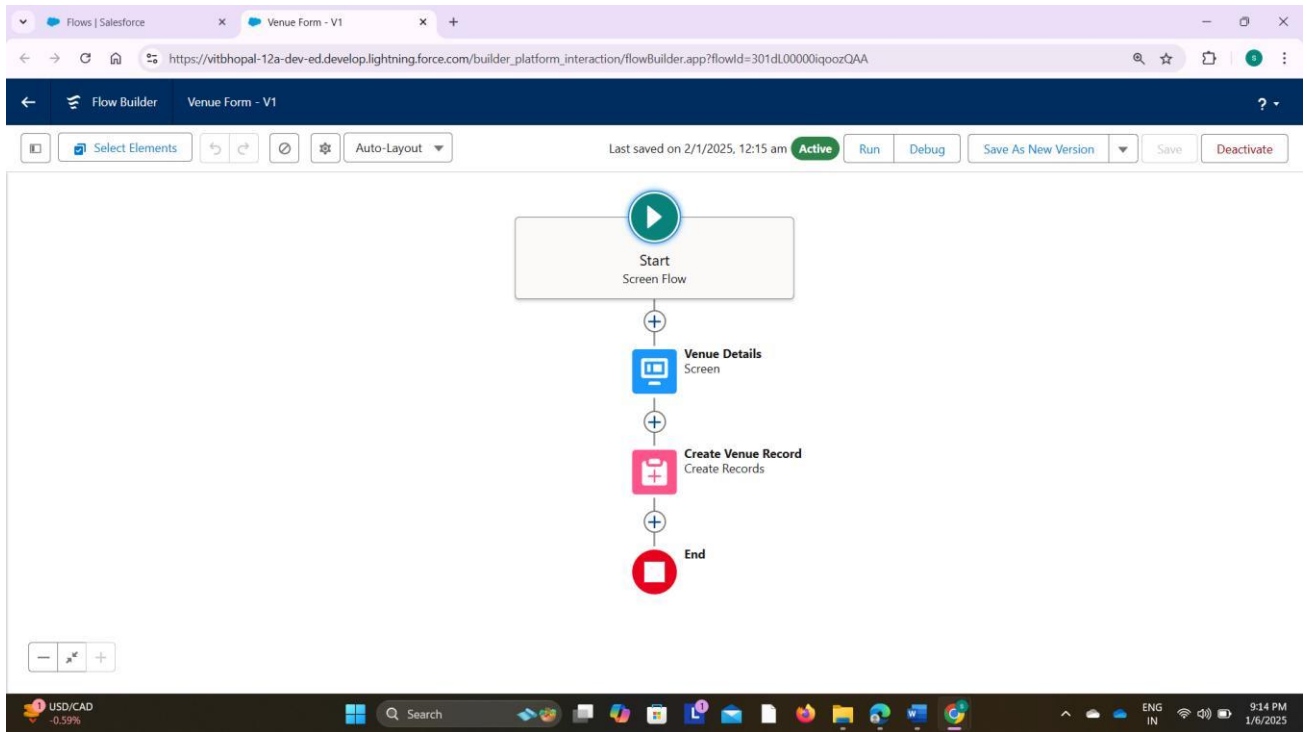 Flows | Salesforce
Venue Form - V1
https://vitbhopal-12a-dev-ed.develop.lightning.force.com/builder_platform_interaction/flowBuilder.app?flowId=301dL00000iqoozQAA
S
Flow Builder
Venue Form - V1
?
Select Elements
Auto-Layout
Last saved on 2/1/2025, 12:15 am
Active
Run
Debug
Save As New Version
Save
Deactivate
Start
Screen Flow
Venue Details
Screen
Create Venue Record
Create Records
End
1
USD/CAD
-0.59%
Search
ENG
IN
9:14 PM
1/6/2025